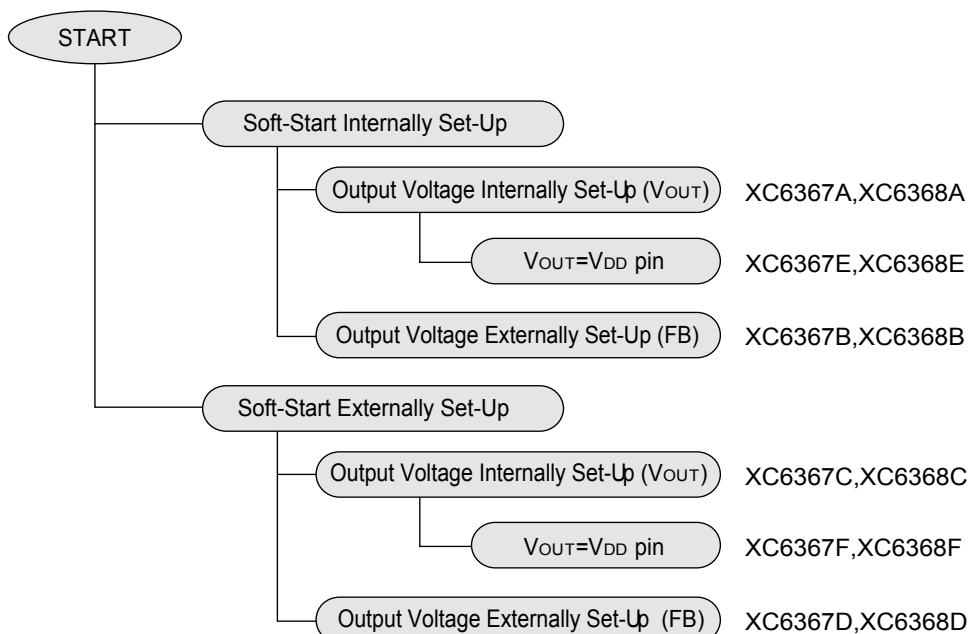 START
Soft-Start Internally Set-Up
Output Voltage Internally Set-Up (VOUT) XC6367A,XC6368A
VOUT=VDD pin XC6367E,XC6368E
Output Voltage Externally Set-Up (FB) XC6367B,XC6368B
Soft-Start Externally Set-Up
Output Voltage Internally Set-Up (VOUT) XC6367C,XC6368C
VOUT=VDD pin XC6367F,XC6368F
Output Voltage Externally Set-Up (FB) XC6367D,XC6368D